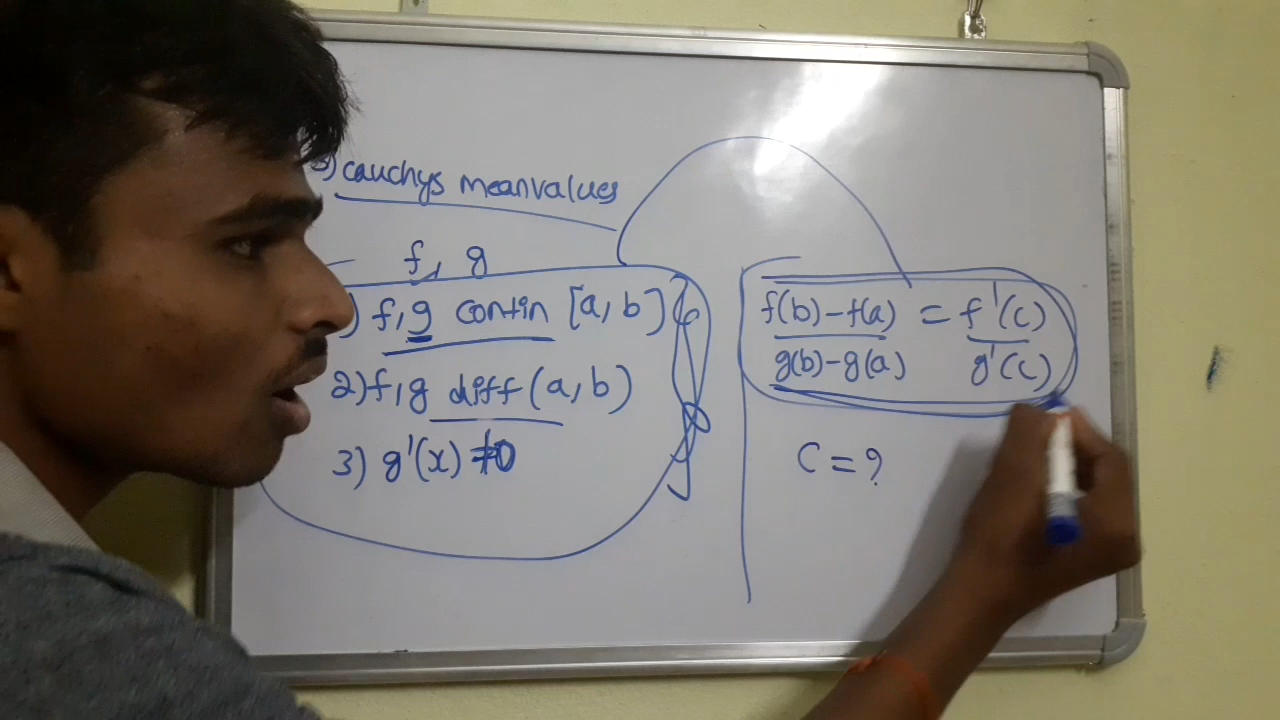 3) cauchys meanvalues
f, g
1) f,g contin [a, b]
2) f,g diff (a, b)
3) g'(x) ≠0
f(b)-f(a) = f'(c)
g(b)-g(a) g'(c)
C = ?